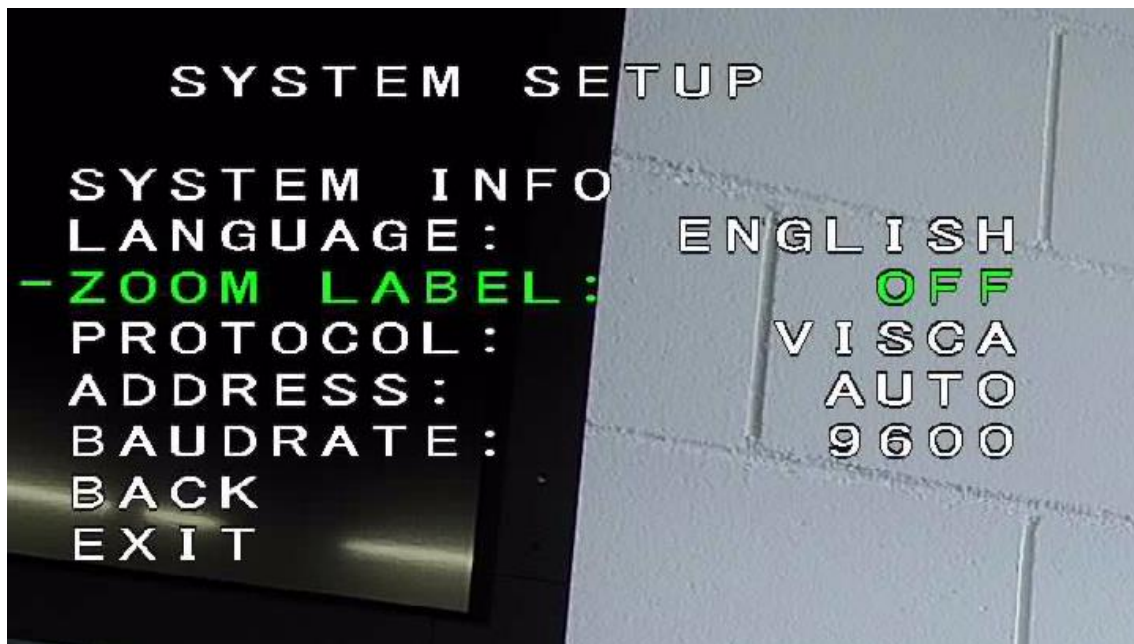 SYSTEM SETUP
SYSTEM INFO
LANGUAGE: ENGLISH
-ZOOM LABEL: OFF
PROTOCOL: VISCA
ADDRESS: AUTO
BAUDRATE: 9600
BACK
EXIT